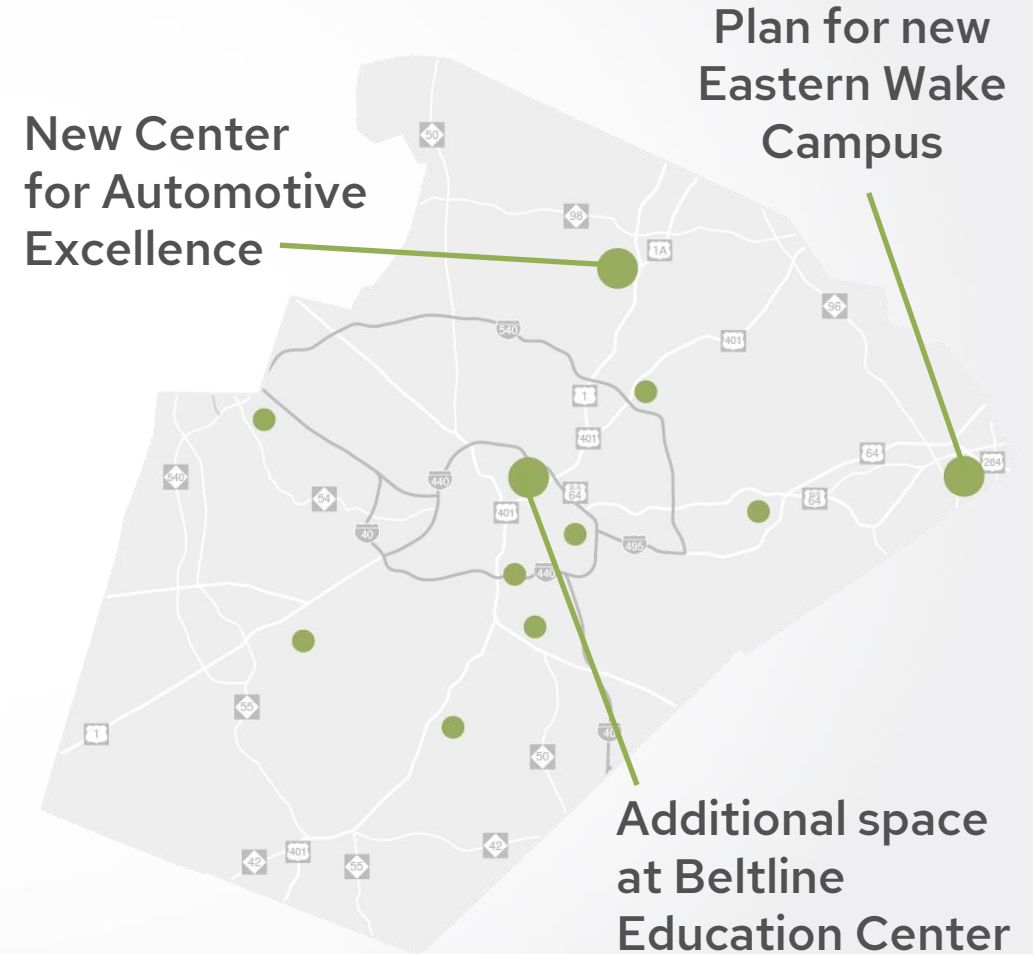 Plan for new
Eastern Wake
Campus
New Center
for Automotive
Excellence
50
98
1A
96
540
401
1
401
64
264
540
440
54
64
64
401
40
495
440
55
1
40
50
42
401
42
55
Additional space
at Beltline
Education Center